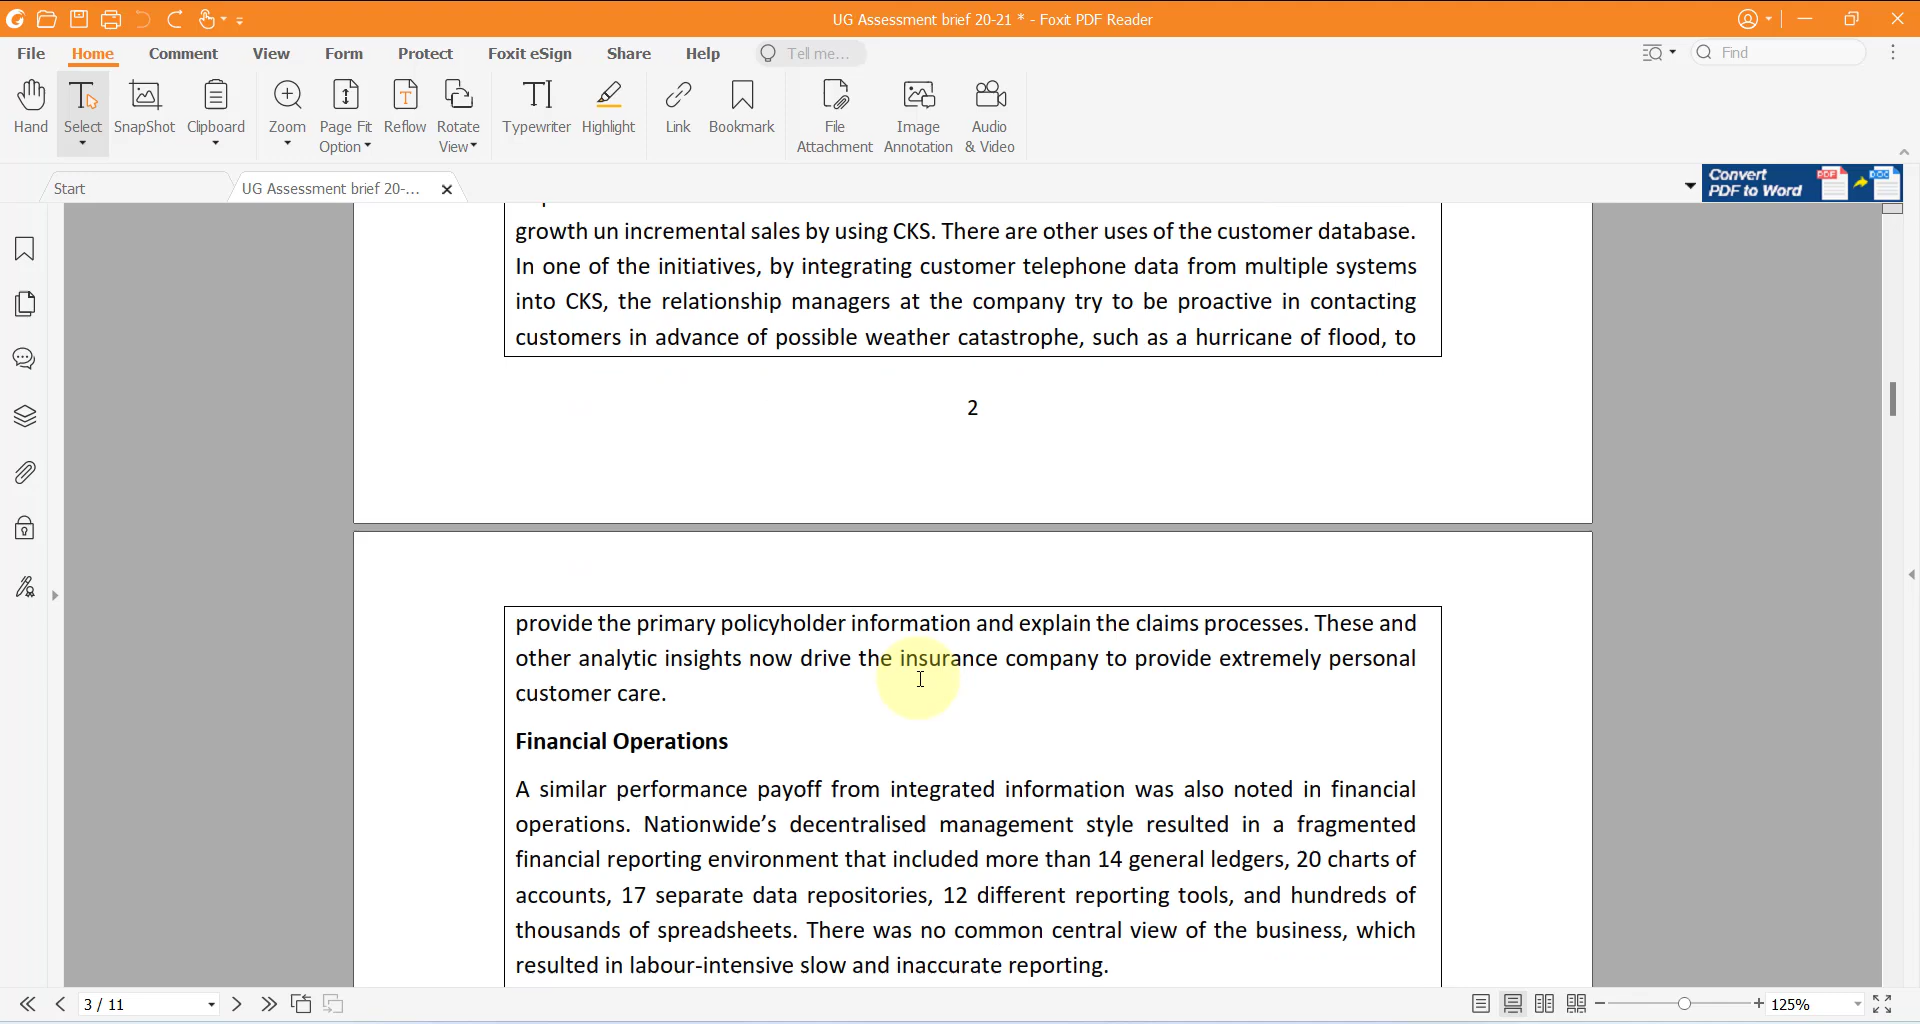 UG Assessment brief 20-21 * - Foxit PDF Reader
File Home Comment View Form Protect Foxit eSign Share Help Tell me... Find
Hand Select SnapShot Clipboard Zoom Page Fit Option Reflow Rotate View Typewriter Highlight Link Bookmark File Attachment Image Annotation Audio & Video
Start UG Assessment brief 20-...
Convert PDF to Word
PDF DOC
growth un incremental sales by using CKS. There are other uses of the customer database.
In one of the initiatives, by integrating customer telephone data from multiple systems
into CKS, the relationship managers at the company try to be proactive in contacting
customers in advance of possible weather catastrophe, such as a hurricane of flood, to
2
provide the primary policyholder information and explain the claims processes. These and
other analytic insights now drive the insurance company to provide extremely personal
customer care.
Financial Operations
A similar performance payoff from integrated information was also noted in financial
operations. Nationwide’s decentralised management style resulted in a fragmented
financial reporting environment that included more than 14 general ledgers, 20 charts of
accounts, 17 separate data repositories, 12 different reporting tools, and hundreds of
thousands of spreadsheets. There was no common central view of the business, which
resulted in labour-intensive slow and inaccurate reporting.
3 / 11 125%